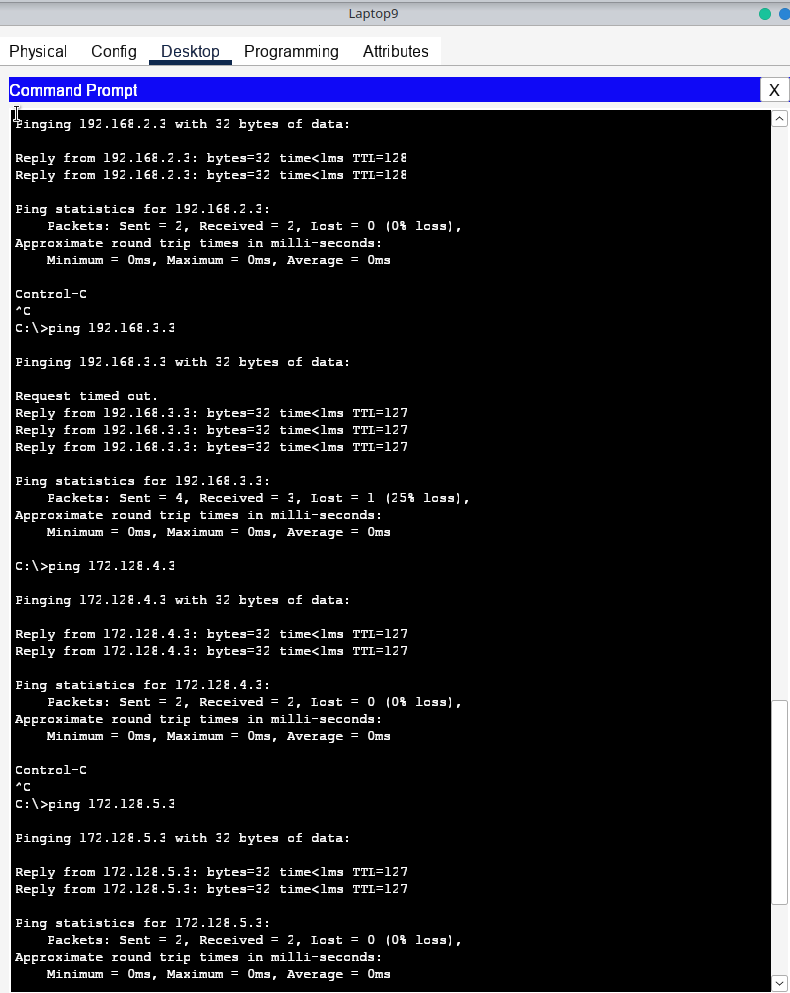 Laptop9
Physical Config Desktop Programming Attributes
Command Prompt X
Pinging 192.168.2.3 with 32 bytes of data:
Reply from 192.168.2.3: bytes=32 time<1ms TTL=128
Reply from 192.168.2.3: bytes=32 time<1ms TTL=128
Ping statistics for 192.168.2.3:
Packets: Sent = 2, Received = 2, Lost = 0 (0% loss),
Approximate round trip times in milli-seconds:
Minimum = 0ms, Maximum = 0ms, Average = 0ms
Control-C
^C
C:\>ping 192.168.3.3
Pinging 192.168.3.3 with 32 bytes of data:
Request timed out.
Reply from 192.168.3.3: bytes=32 time<1ms TTL=127
Reply from 192.168.3.3: bytes=32 time<1ms TTL=127
Reply from 192.168.3.3: bytes=32 time<1ms TTL=127
Ping statistics for 192.168.3.3:
Packets: Sent = 4, Received = 3, Lost = 1 (25% loss),
Approximate round trip times in milli-seconds:
Minimum = 0ms, Maximum = 0ms, Average = 0ms
C:\>ping 172.128.4.3
Pinging 172.128.4.3 with 32 bytes of data:
Reply from 172.128.4.3: bytes=32 time<1ms TTL=127
Reply from 172.128.4.3: bytes=32 time<1ms TTL=127
Ping statistics for 172.128.4.3:
Packets: Sent = 2, Received = 2, Lost = 0 (0% loss),
Approximate round trip times in milli-seconds:
Minimum = 0ms, Maximum = 0ms, Average = 0ms
Control-C
^C
C:\>ping 172.128.5.3
Pinging 172.128.5.3 with 32 bytes of data:
Reply from 172.128.5.3: bytes=32 time<1ms TTL=127
Reply from 172.128.5.3: bytes=32 time<1ms TTL=127
Ping statistics for 172.128.5.3:
Packets: Sent = 2, Received = 2, Lost = 0 (0% loss),
Approximate round trip times in milli-seconds:
Minimum = 0ms, Maximum = 0ms, Average = 0ms